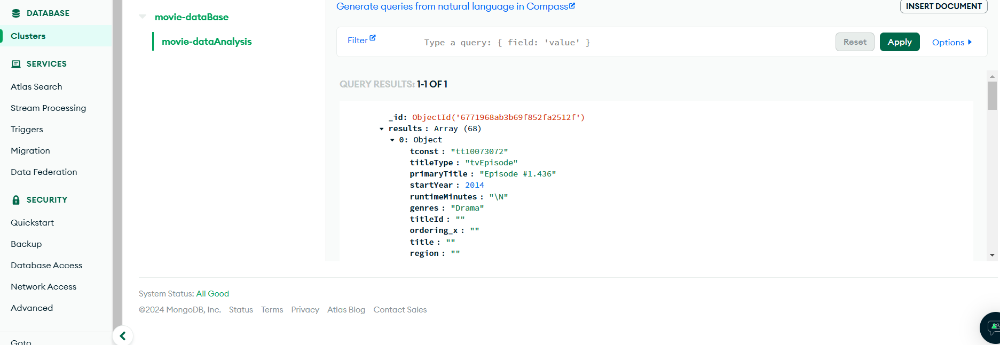 DATABASE
Clusters
SERVICES
Atlas Search
Stream Processing
Triggers
Migration
Data Federation
SECURITY
Quickstart
Backup
Database Access
Network Access
Advanced
Goto
movie-dataBase
movie-dataAnalysis
Generate queries from natural language in Compass
INSERT DOCUMENT
Filter
Type a query: { field: 'value' }
Reset
Apply
Options
QUERY RESULTS: 1-1 OF 1
_id: ObjectId('6771968ab3b69f852fa2512f')
results : Array (68)
0: Object
tconst : "tt10073072"
titleType : "tvEpisode"
primaryTitle : "Episode #1.436"
startYear : 2014
runtimeMinutes : "\N"
genres : "Drama"
titleId : ""
ordering_x : ""
title : ""
region : ""
System Status: All Good
©2024 MongoDB, Inc. Status Terms Privacy Atlas Blog Contact Sales